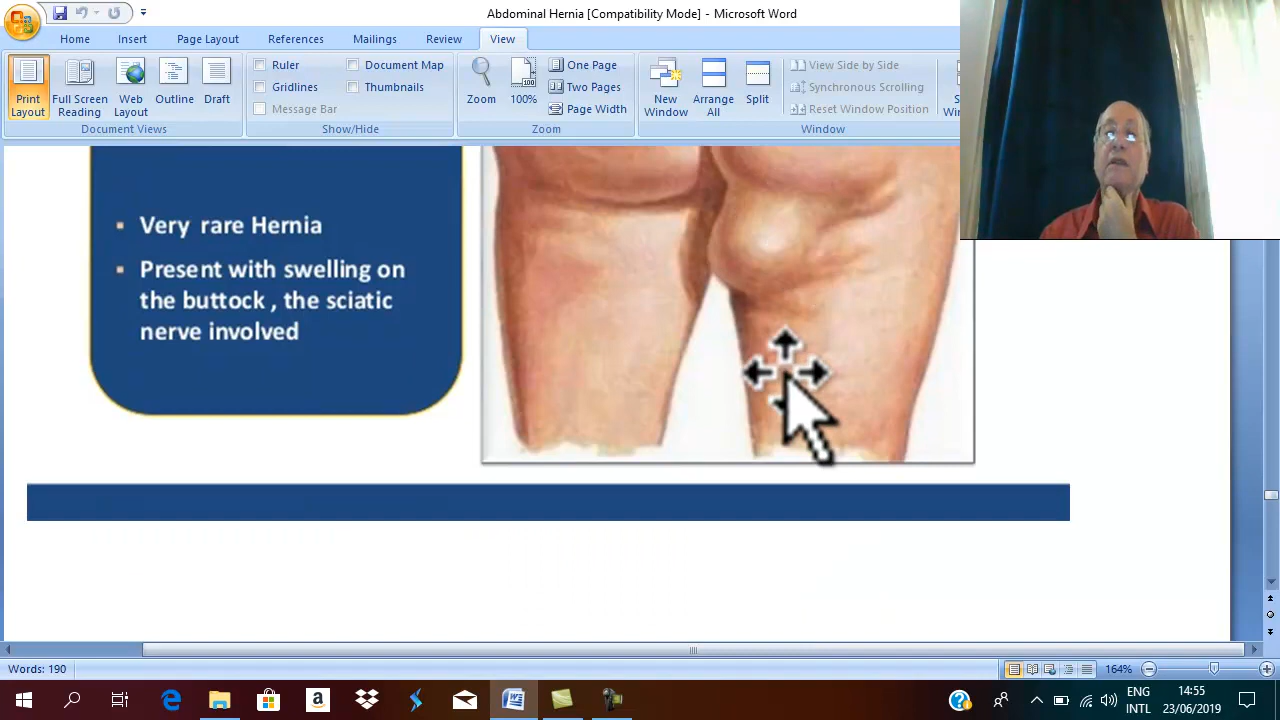 Abdominal Hernia [Compatibility Mode] - Microsoft Word
Home Insert Page Layout References Mailings Review View
Print Layout
Full Screen Reading
Web Layout
Outline
Draft
Document Views
Ruler
Gridlines
Message Bar
Document Map
Thumbnails
Show/Hide
Zoom
100%
One Page
Two Pages
Page Width
Zoom
New Window
Arrange All
Split
View Side by Side
Synchronous Scrolling
Reset Window Position
Window
▪ Very rare Hernia
▪ Present with swelling on
the buttock , the sciatic
nerve involved
Words: 190
164%
ENG
INTL
14:55
23/06/2019